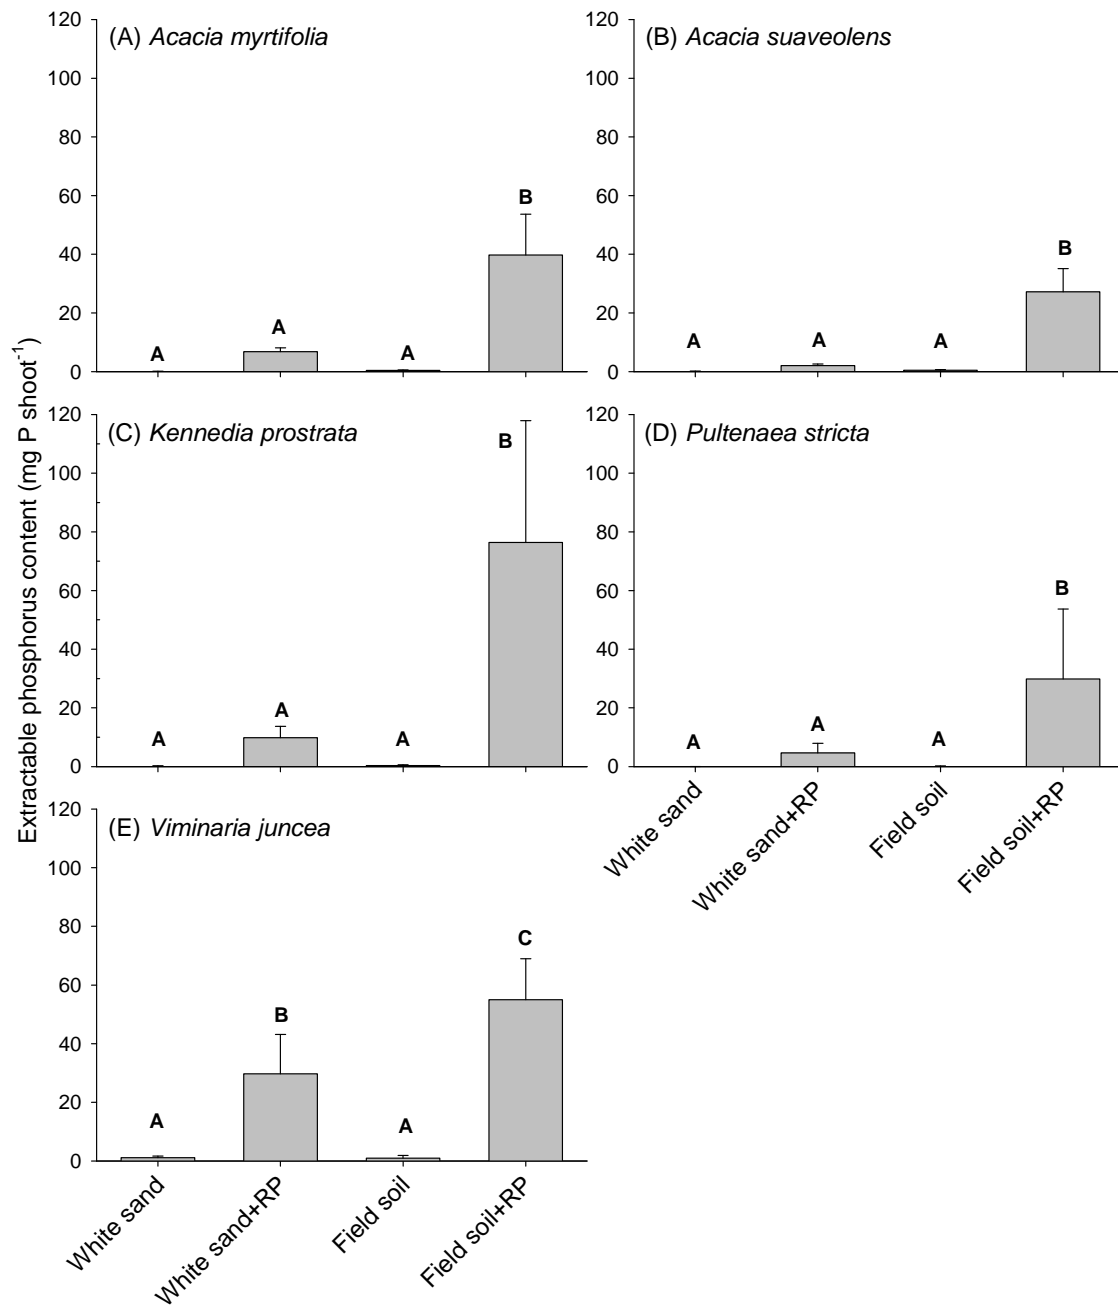 Extractable phosphorus content (mg P shoot⁻¹)
(A) Acacia myrtifolia
120
100
80
60
40
20
0
A
A
A
B
(B) Acacia suaveolens
120
100
80
60
40
20
0
A
A
A
B
(C) Kennedia prostrata
120
100
80
60
40
20
0
A
A
A
B
(D) Pultenaea stricta
120
100
80
60
40
20
0
A
A
A
B
White sand
White sand+RP
Field soil
Field soil+RP
(E) Viminaria juncea
120
100
80
60
40
20
0
A
B
A
C
White sand
White sand+RP
Field soil
Field soil+RP